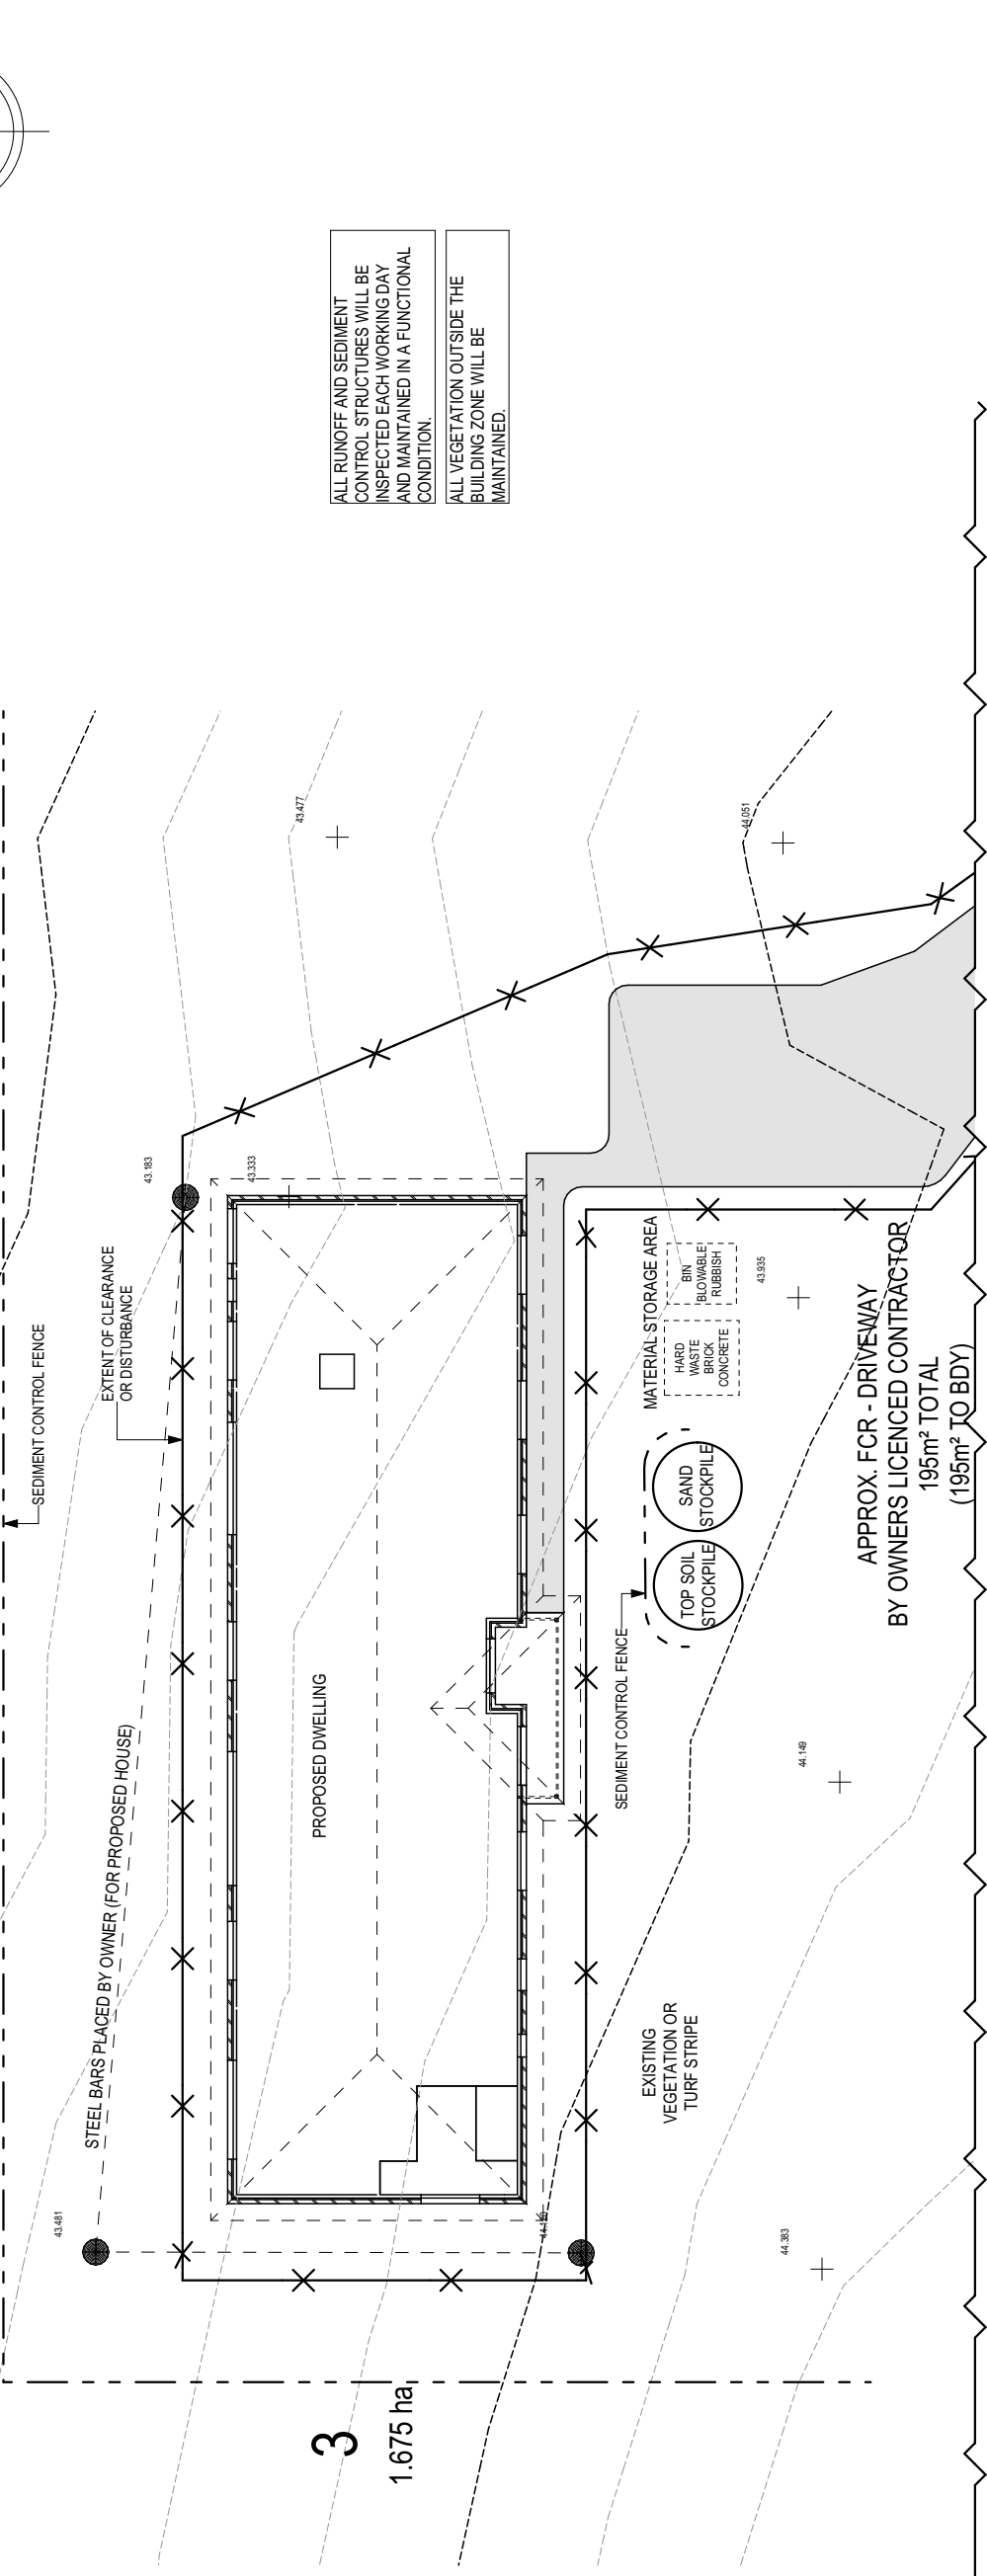 ALL RUNOFF AND SEDIMENT
CONTROL STRUCTURES WILL BE
INSPECTED EACH WORKING DAY
AND MAINTAINED IN A FUNCTIONAL
CONDITION.
ALL VEGETATION OUTSIDE THE
BUILDING ZONE WILL BE
MAINTAINED.
43.477
44.051
43.183
43.333
SEDIMENT CONTROL FENCE
EXTENT OF CLEARANCE
OR DISTURBANCE
MATERIAL STORAGE AREA
BIN
BLOWABLE
RUBBISH
HARD
WASTE
BRICK
CONCRETE
43.935
APPROX. FCR - DRIVEWAY
BY OWNERS LICENCED CONTRACTOR
195m² TOTAL
(195m² TO BDY)
SAND
STOCKPILE
TOP SOIL
STOCKPILE
SEDIMENT CONTROL FENCE
PROPOSED DWELLING
STEEL BARS PLACED BY OWNER (FOR PROPOSED HOUSE)
44.149
EXISTING
VEGETATION OR
TURF STRIPE
43.481
44.383
3
1.675 ha